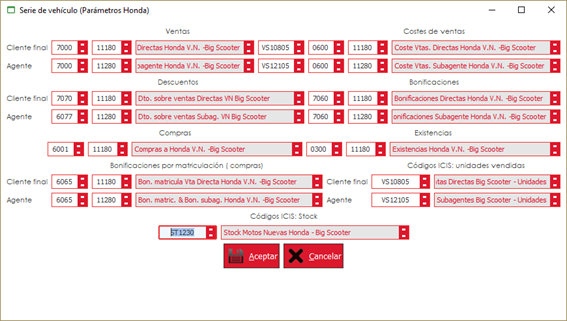 Serie de vehículo (Parámetros Honda)
Ventas Costes de ventas
Cliente final 7000 11180 Directas Honda V.N. -Big Scooter VS10805 0600 11180 Coste Vtas. Directas Honda V.N. -Big Scooter
Agente 7000 11280 bagente Honda V.N. -Big Scooter VS12105 0600 11280 Coste Vtas. Subagente Honda V.N. -Big Scooter
Descuentos Bonificaciones
Cliente final 7070 11180 Dto. sobre ventas Directas VN Big Scooter 7060 11180 Bonificaciones Directas Honda V.N. -Big Scooter
Agente 6077 11280 Dto. sobre ventas Subag. VN Big Scooter 7060 11280 onificaciones Subagente Honda V.N. -Big Scooter
Compras Existencias
6001 11180 Compras a Honda V.N. -Big Scooter 0300 11180 Existencias Honda V.N. -Big Scooter
Bonificaciones por matriculación ( compras) Códigos ICIS: unidades vendidas
Cliente final 6065 11180 Bon. matricula Vta Directa Honda V.N. -Big Scooter Cliente final VS10805 itas Directas Big Scooter - Unidades
Agente 6065 11280 Bon. matric. & Bon. subag. Honda V.N. -Big Scooter Agente VS12105 Subagentes Big Scooter - Unidades
Códigos ICIS: Stock
ST1230 Stock Motos Nuevas Honda - Big Scooter
Aceptar Cancelar